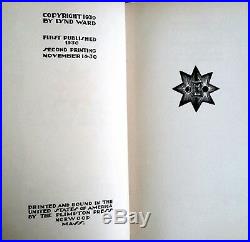 COPYRIGHT 1930
BY LYND WARD
FIRST PUBLISHED
1930
SECOND PRINTING
NOVEMBER 1930
PRINTED AND BOUND IN THE
UNITED STATES OF AMERICA
BY THE PLIMPTON PRESS
NORWOOD
MASS.